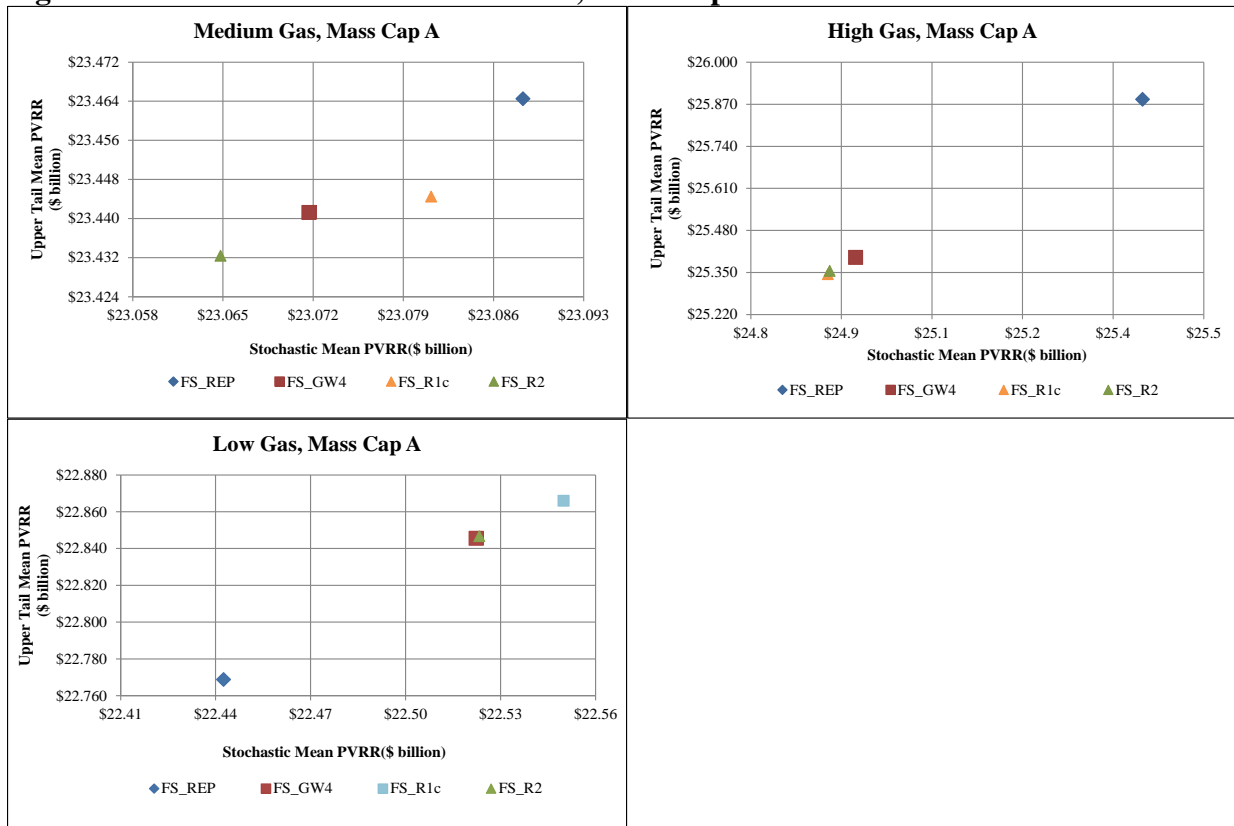 Medium Gas, Mass Cap A
Upper Tail Mean PVRR
($ billion)
$23.472
$23.464
$23.456
$23.448
$23.440
$23.432
$23.424
$23.058 $23.065 $23.072 $23.079 $23.086 $23.093
Stochastic Mean PVRR($ billion)
FS_REP FS_GW4 FS_R1c FS_R2
High Gas, Mass Cap A
Upper Tail Mean PVRR
($ billion)
$26.000
$25.870
$25.740
$25.610
$25.480
$25.350
$25.220
$24.8 $24.9 $25.1 $25.2 $25.4 $25.5
Stochastic Mean PVRR($ billion)
FS_REP FS_GW4 FS_R1c FS_R2
Low Gas, Mass Cap A
Upper Tail Mean PVRR
($ billion)
$22.880
$22.860
$22.840
$22.820
$22.800
$22.780
$22.760
$22.41 $22.44 $22.47 $22.50 $22.53 $22.56
Stochastic Mean PVRR($ billion)
FS_REP FS_GW4 FS_R1c FS_R2